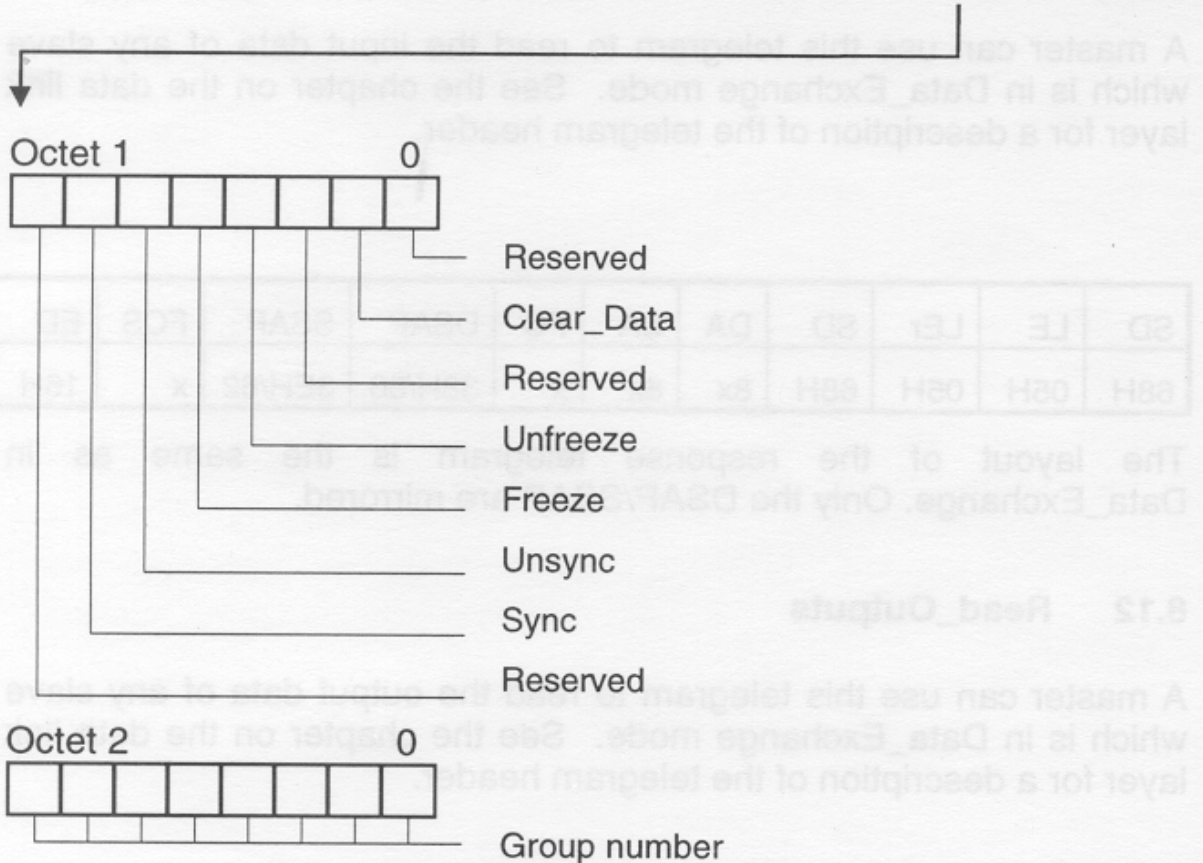 Octet 1 0
Reserved
Clear_Data
Reserved
Unfreeze
Freeze
Unsync
Sync
Reserved
Octet 2 0
Group number